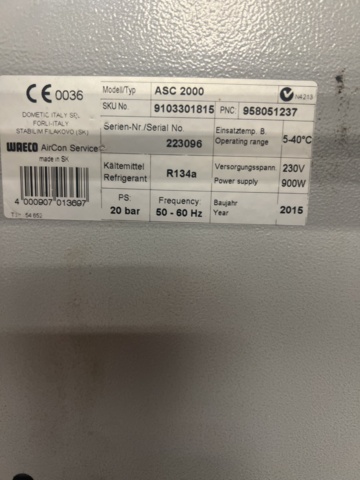 CE 0036
DOMETIC ITALY Srl,
FORLI-ITALY
STABILIM FILAKOVO (SK)
WAECO AirCon Service
made in SK
4 000907 013697
Modell/Typ ASC 2000
N4213
SKU No. 9103301815 PNC: 958051237
Serien-Nr./Serial No. 223096
Einsatztemp. B. Operating range 5-40°C
Kältemittel Refrigerant R134a
Versorgungsspann. Power supply 230V 900W
PS: 20 bar
Frequency: 50 - 60 Hz
Baujahr Year 2015